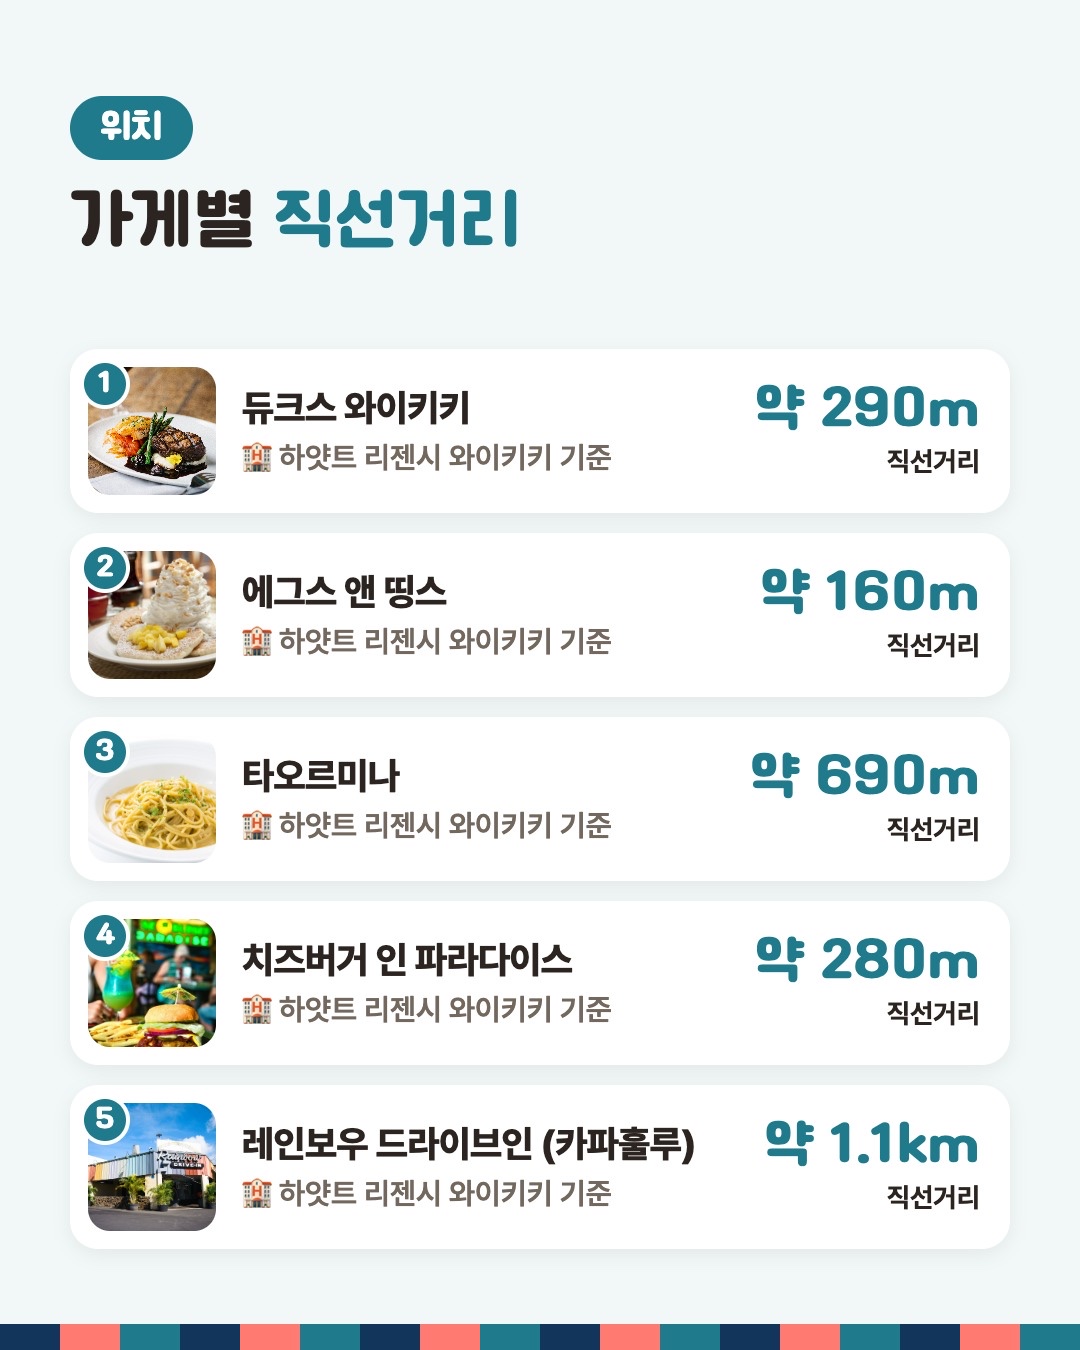 위치
가게별 직선거리
1
듀크스 와이키키
하얏트 리젠시 와이키키 기준
약 290m
직선거리
2
에그스 앤 띵스
하얏트 리젠시 와이키키 기준
약 160m
직선거리
3
타오르미나
하얏트 리젠시 와이키키 기준
약 690m
직선거리
4
PARADISE
치즈버거 인 파라다이스
하얏트 리젠시 와이키키 기준
약 280m
직선거리
5
Rainbow
DRIVE-IN
레인보우 드라이브인 (카파훌루)
하얏트 리젠시 와이키키 기준
약 1.1km
직선거리